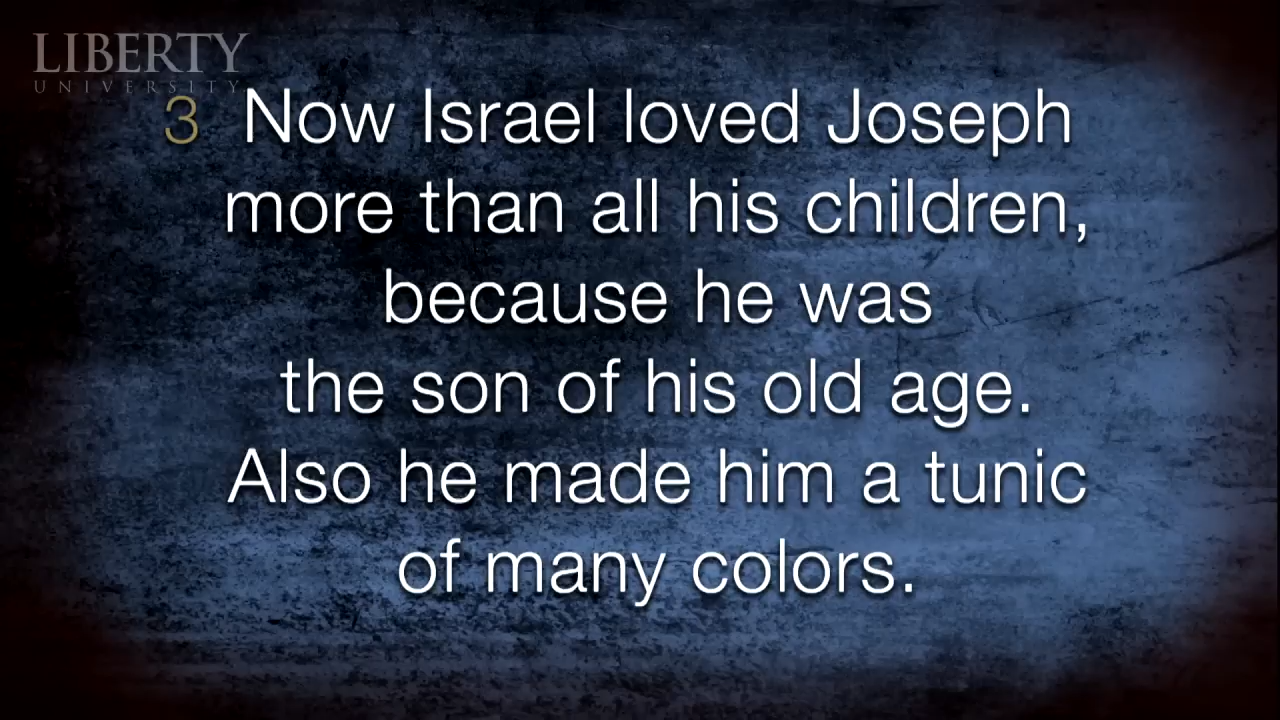 LIBERTY
UNIVERSITY
3 Now Israel loved Joseph
more than all his children,
because he was
the son of his old age.
Also he made him a tunic
of many colors.